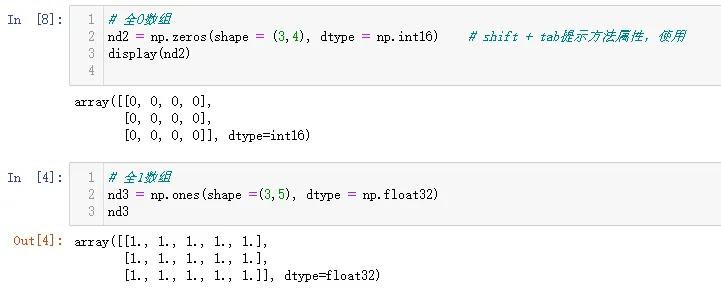 In [8]:
1 # 全0数组
2 nd2 = np.zeros(shape = (3,4), dtype = np.int16) # shift + tab提示方法属性，使用
3 display(nd2)
4
array([[0, 0, 0, 0],
[0, 0, 0, 0],
[0, 0, 0, 0]], dtype=int16)
In [4]:
1 # 全1数组
2 nd3 = np.ones(shape =(3,5), dtype = np.float32)
3 nd3
Out[4]: array([[1., 1., 1., 1., 1.],
[1., 1., 1., 1., 1.],
[1., 1., 1., 1., 1.]], dtype=float32)